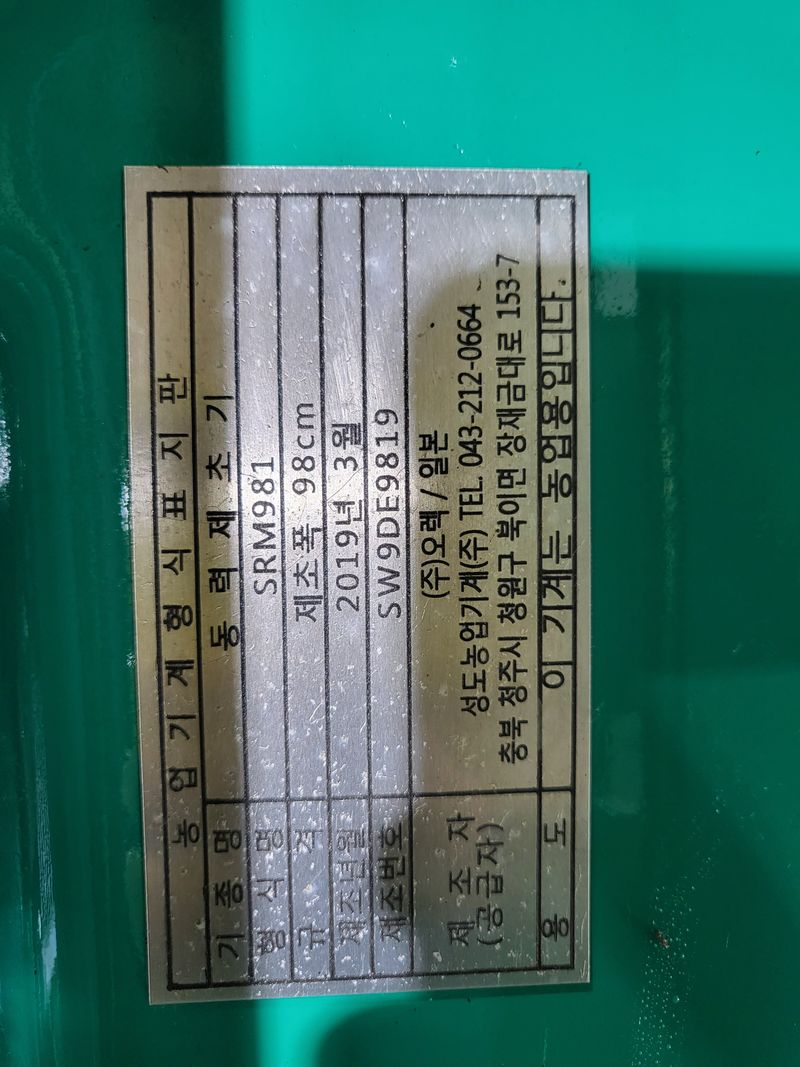 농업기계형식표지판
기종명 동력제초기
형식명 SRM981
규격 제초폭 98cm
제조년월 2019년 3월
제조번호 SW9DE9819
제조자 (주)오렉 / 일본
(공급자) 성도농업기계(주) TEL. 043-212-0664
충북 청주시 청원구 북이면 장재금대로 153-7
용도 이 기계는 농업용입니다.